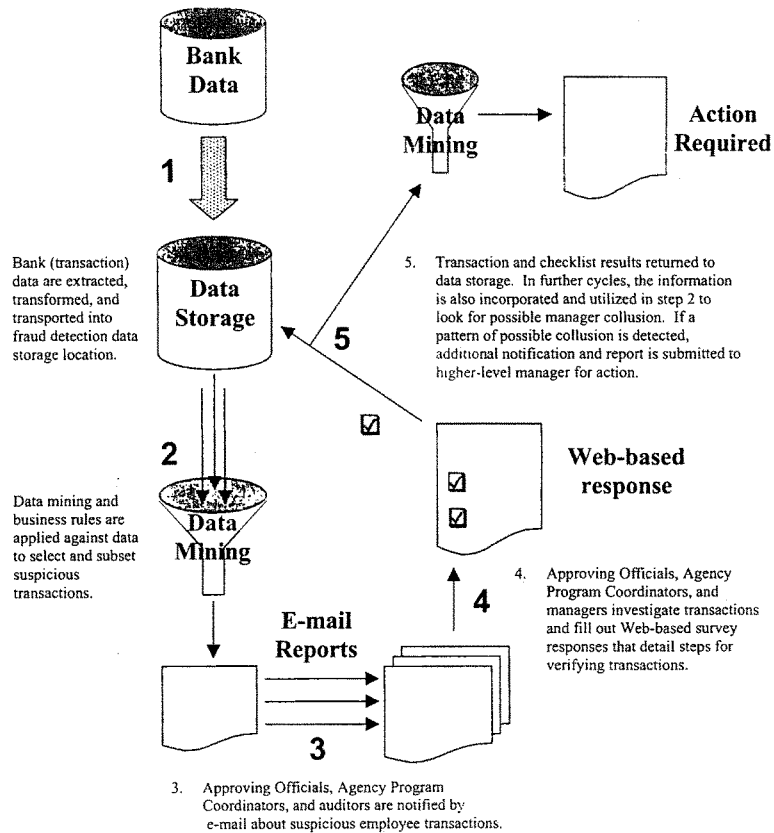 Bank
Data
1
Bank (transaction)
data are extracted,
transformed, and
transported into
fraud detection data
storage location.
Data
Storage
2
Data mining and
business rules are
applied against data
to select and subset
suspicious
transactions.
Data
Mining
E-mail
Reports
3
3. Approving Officials, Agency Program
Coordinators, and auditors are notified by
e-mail about suspicious employee transactions.
4
4. Approving Officials, Agency
Program Coordinators, and
managers investigate transactions
and fill out Web-based survey
responses that detail steps for
verifying transactions.
Web-based
response
5
5. Transaction and checklist results returned to
data storage. In further cycles, the information
is also incorporated and utilized in step 2 to
look for possible manager collusion. If a
pattern of possible collusion is detected,
additional notification and report is submitted to
higher-level manager for action.
Data
Mining
Action
Required